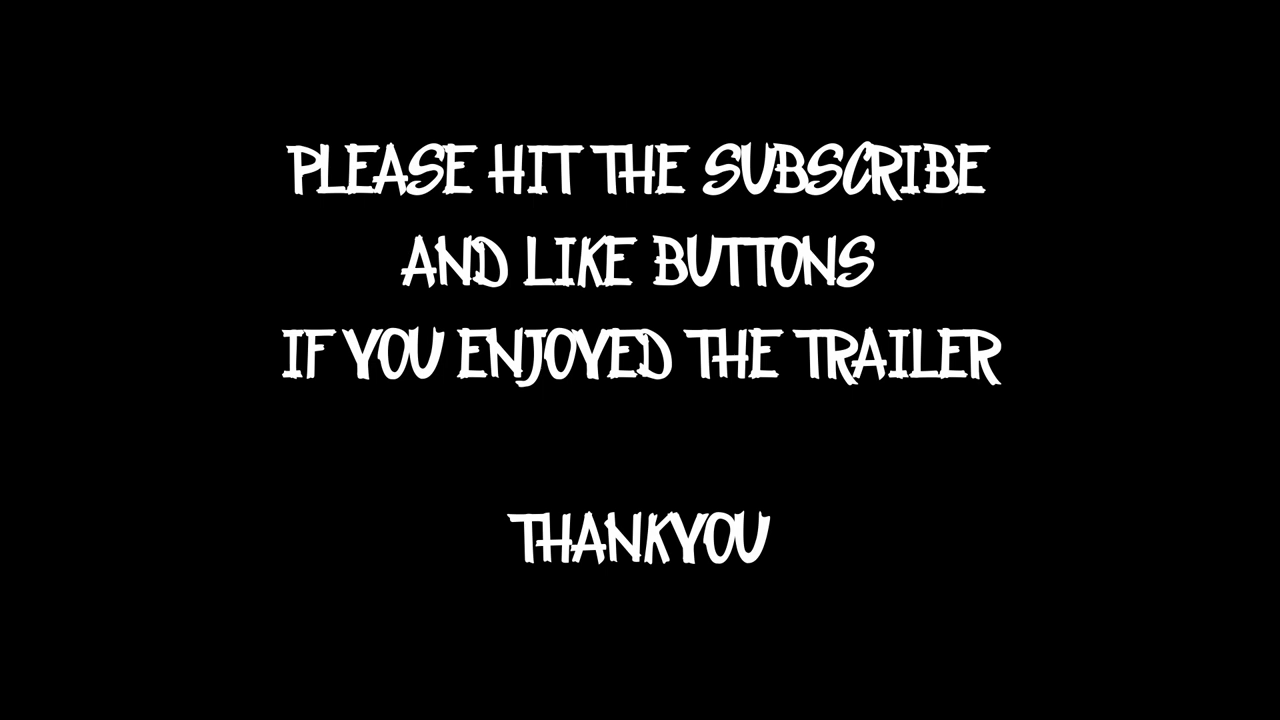 PLEASE HIT THE SUBSCRIBE
AND LIKE BUTTONS
IF YOU ENJOYED THE TRAILER
THANKYOU